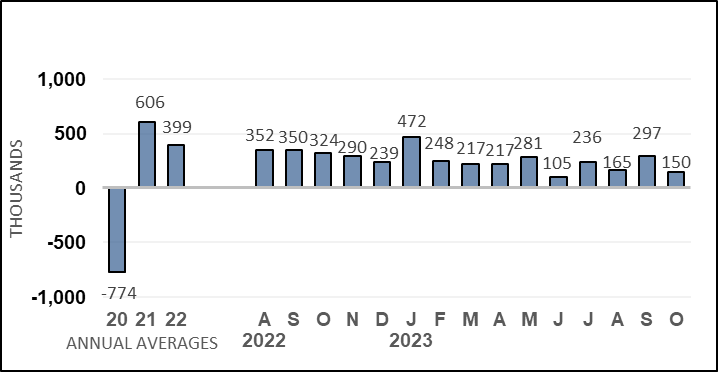 1,000
500
0
-500
-1,000
THOUSANDS
606
399
-774
352 350 324 290 239 472 248 217 217 281 105 236 165 297 150
20 21 22 A S O N D J F M A M J J A S O
ANNUAL AVERAGES 2022 2023